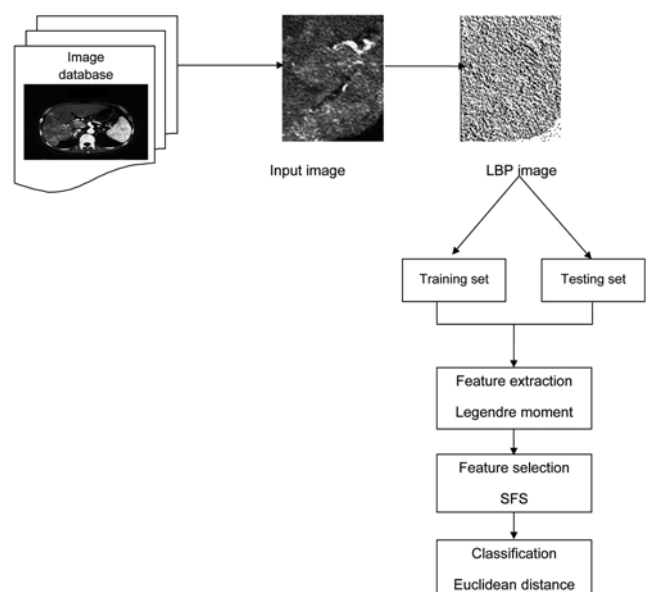 Image
database
Input image
LBP image
Training set
Testing set
Feature extraction
Legendre moment
Feature selection
SFS
Classification
Euclidean distance